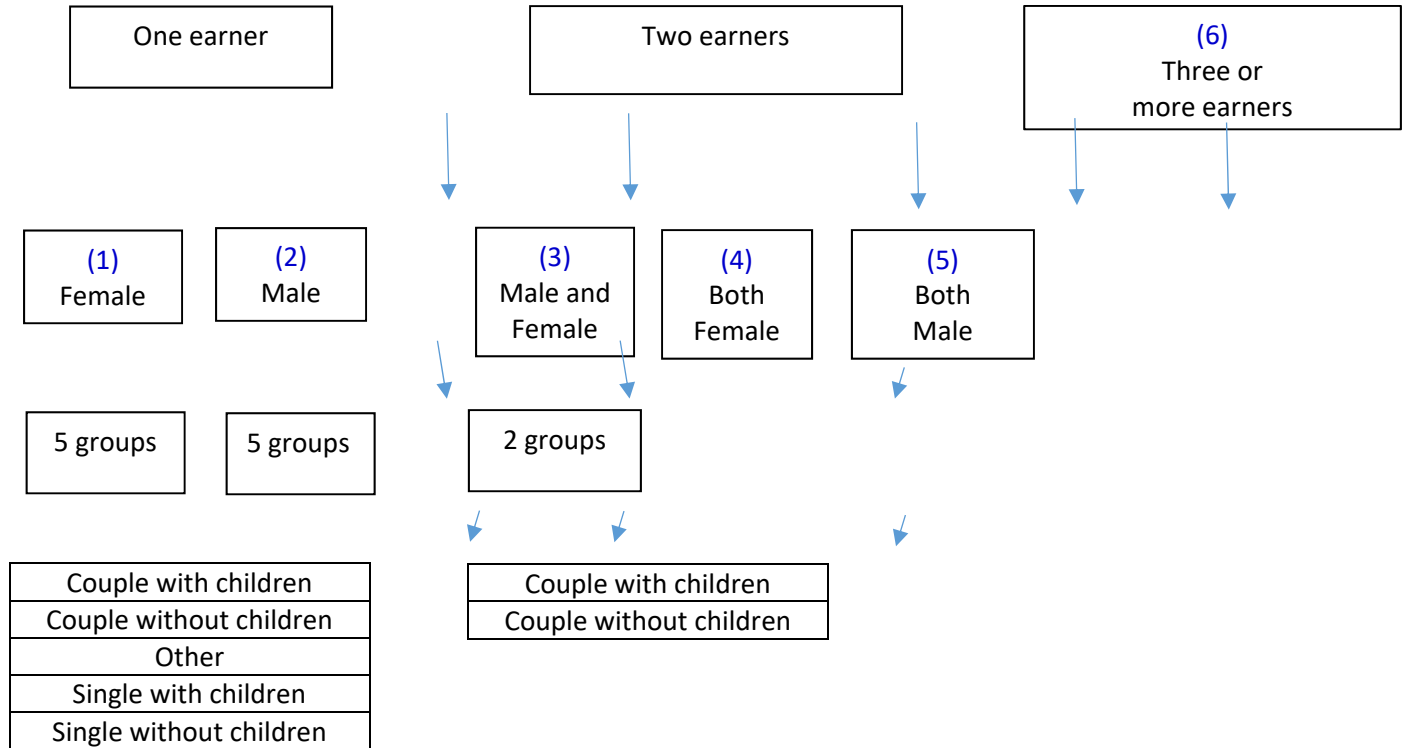 One earner
Two earners
(6)
Three or
more earners
(1)
Female
(2)
Male
(3)
Male and
Female
(4)
Both
Female
(5)
Both
Male
5 groups
5 groups
2 groups
Couple with children
Couple without children
Other
Single with children
Single without children
Couple with children
Couple without children